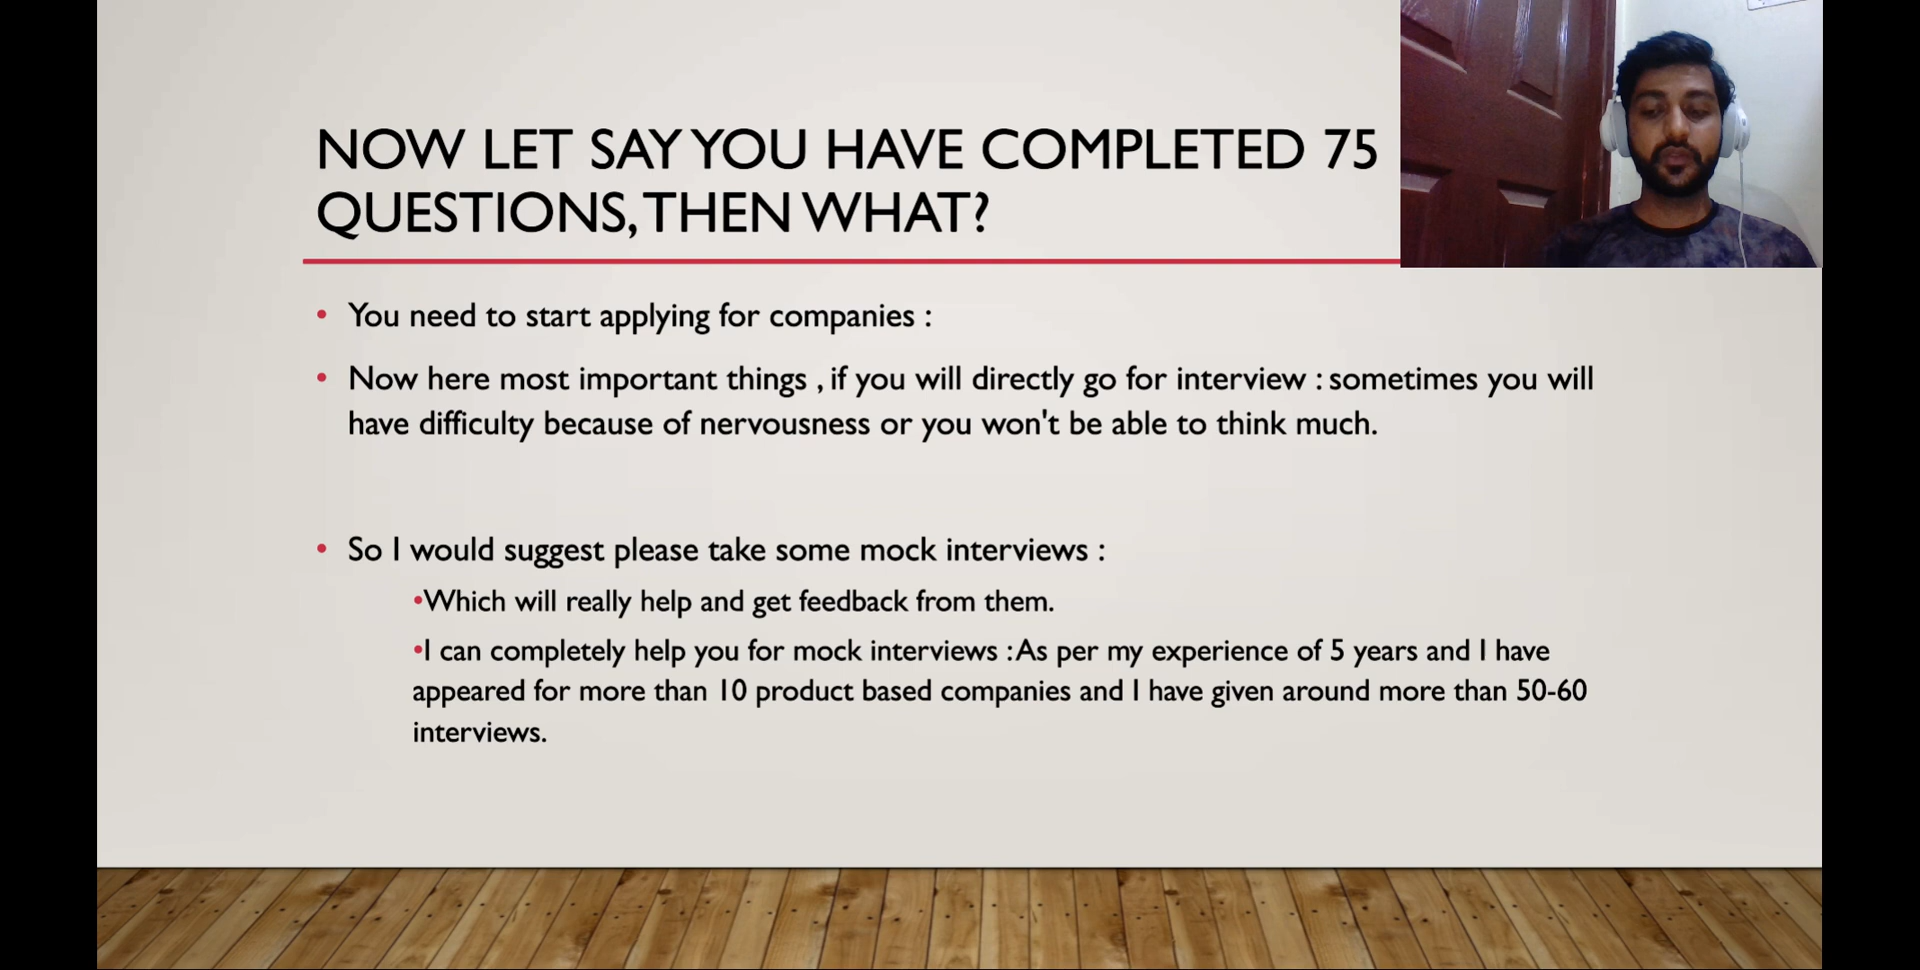 NOW LET SAY YOU HAVE COMPLETED 75
QUESTIONS, THEN WHAT?
• You need to start applying for companies :
• Now here most important things , if you will directly go for interview : sometimes you will
have difficulty because of nervousness or you won't be able to think much.
• So I would suggest please take some mock interviews :
•Which will really help and get feedback from them.
•I can completely help you for mock interviews : As per my experience of 5 years and I have
appeared for more than 10 product based companies and I have given around more than 50-60
interviews.